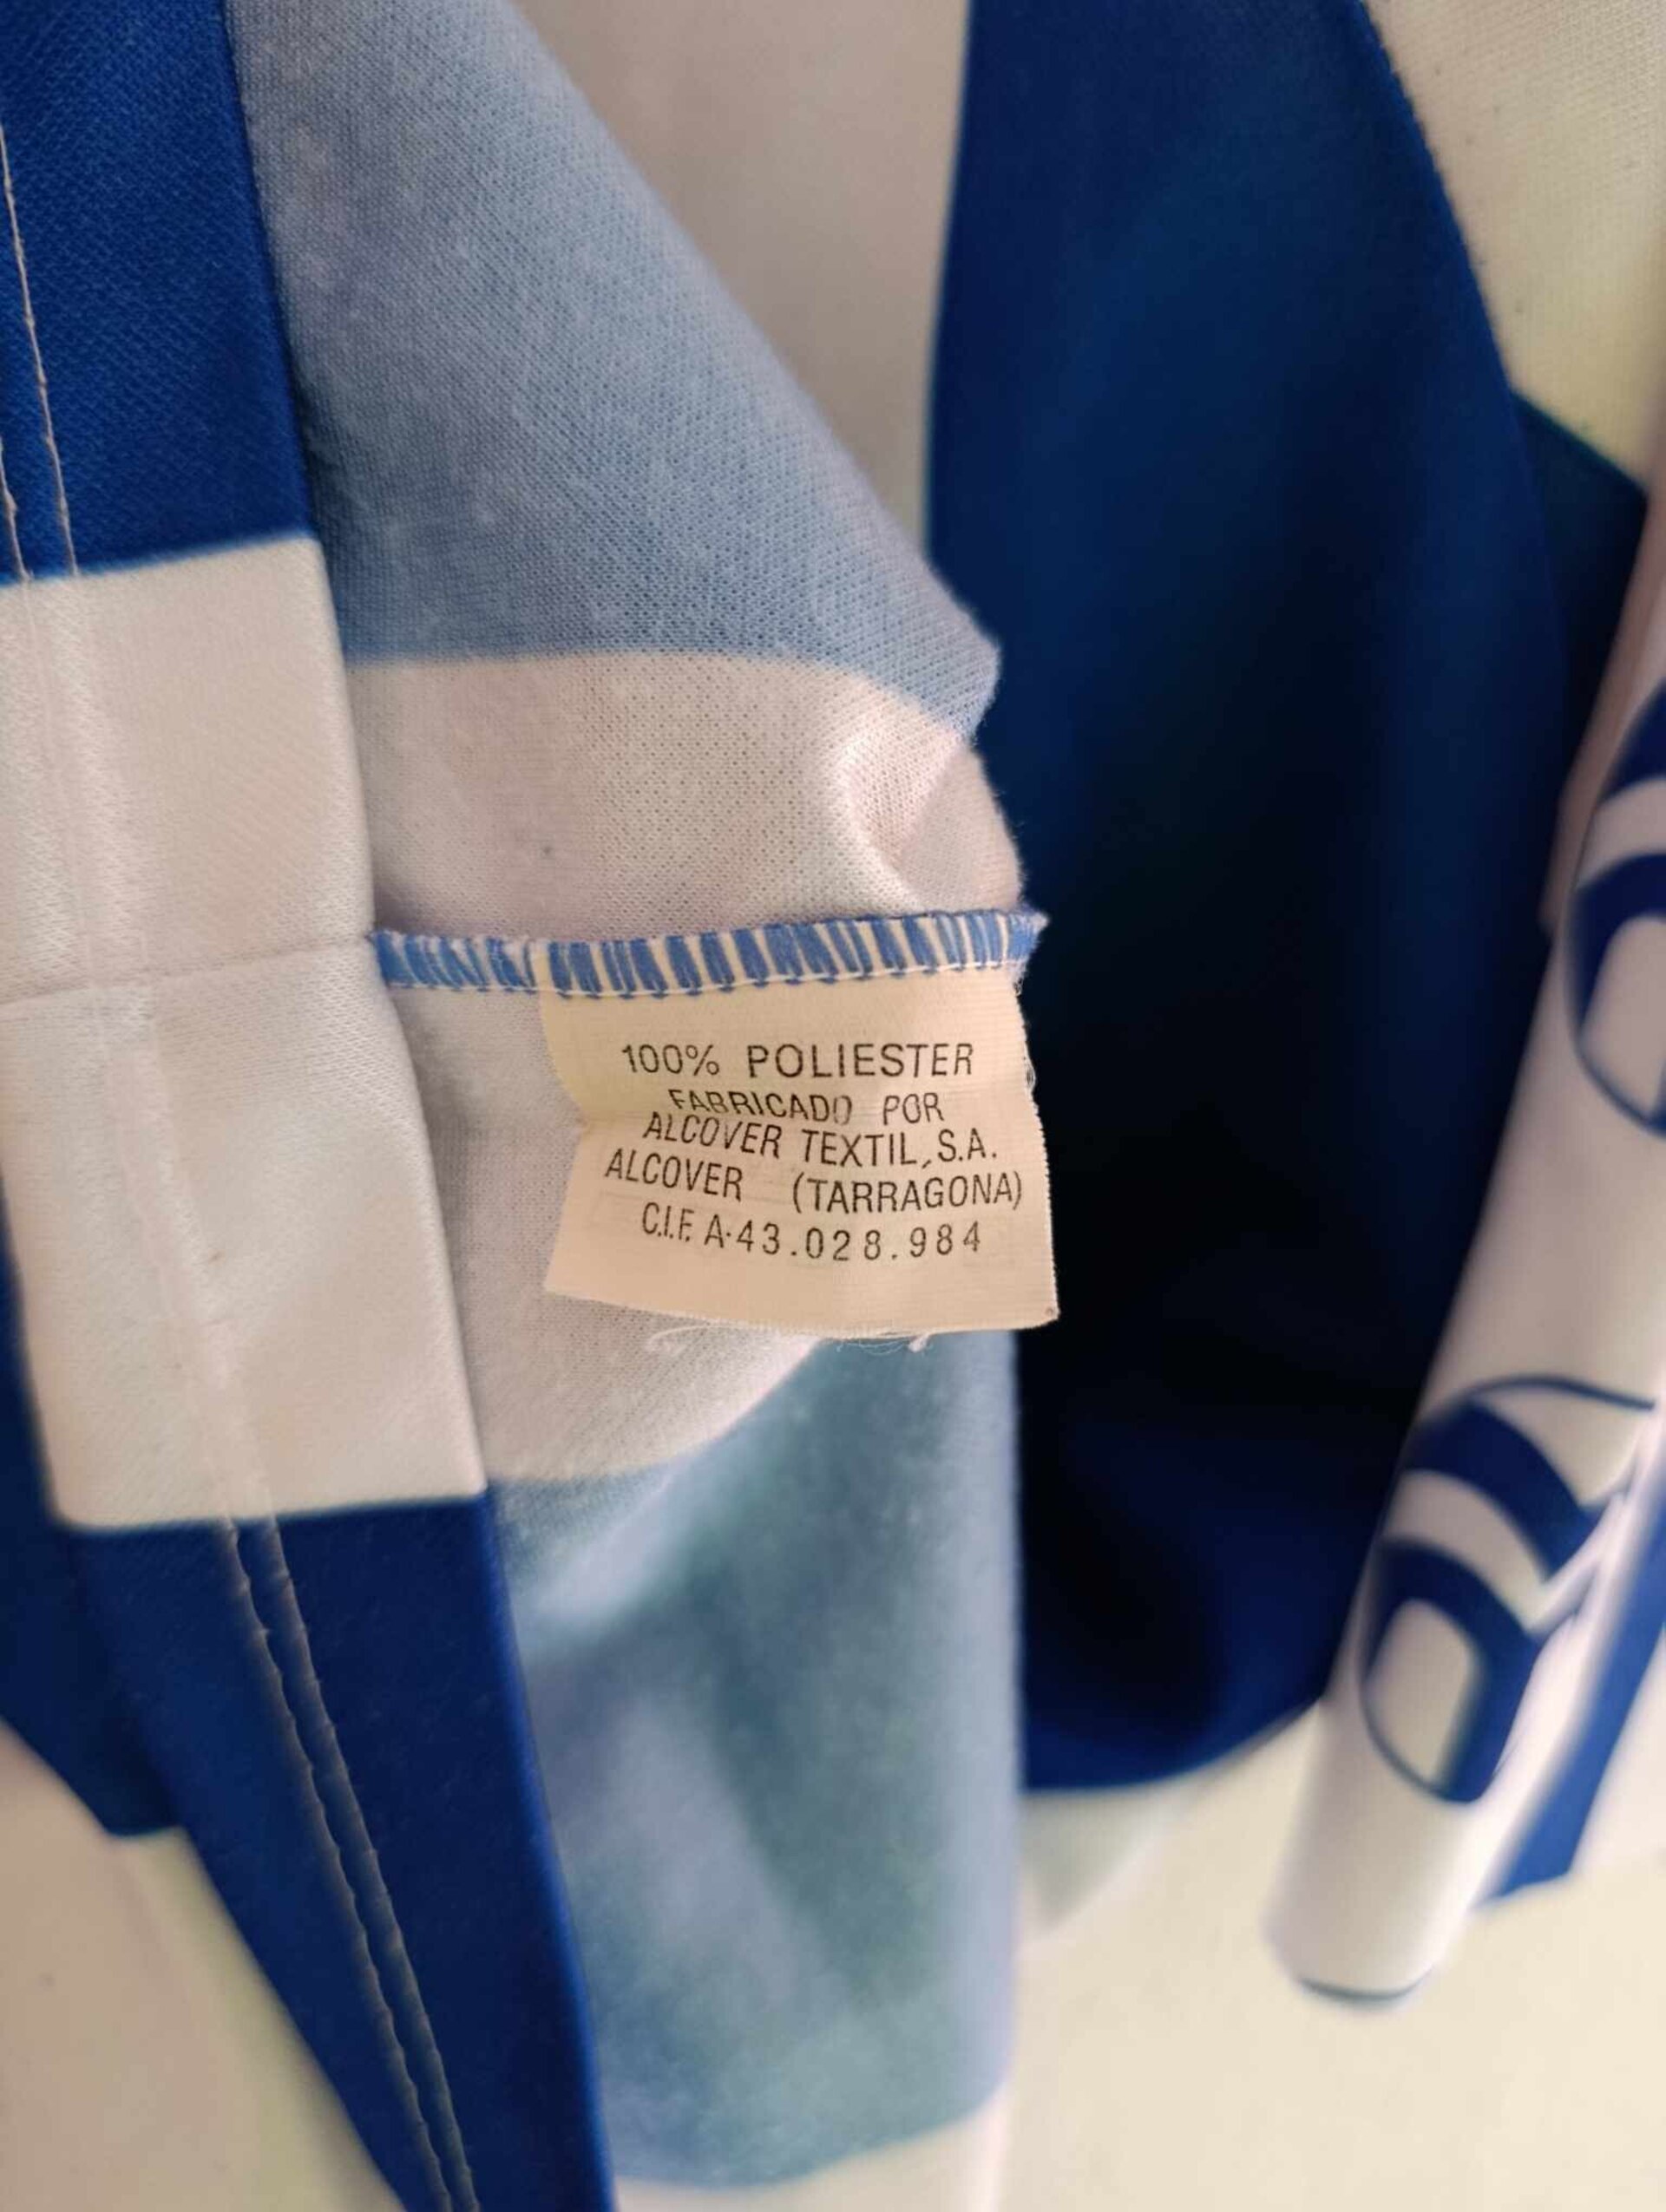 100% POLIESTER
FABRICADO POR
ALCOVER TEXTIL, S.A.
ALCOVER (TARRAGONA)
C.I.F. A-43.028.984